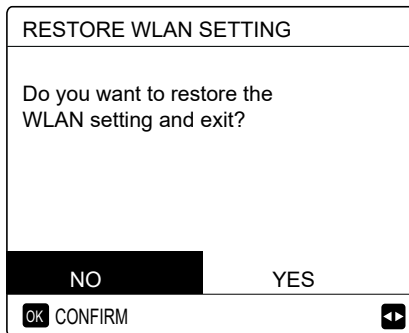 RESTORE WLAN SETTING
Do you want to restore the
WLAN setting and exit?
NO YES
OK CONFIRM